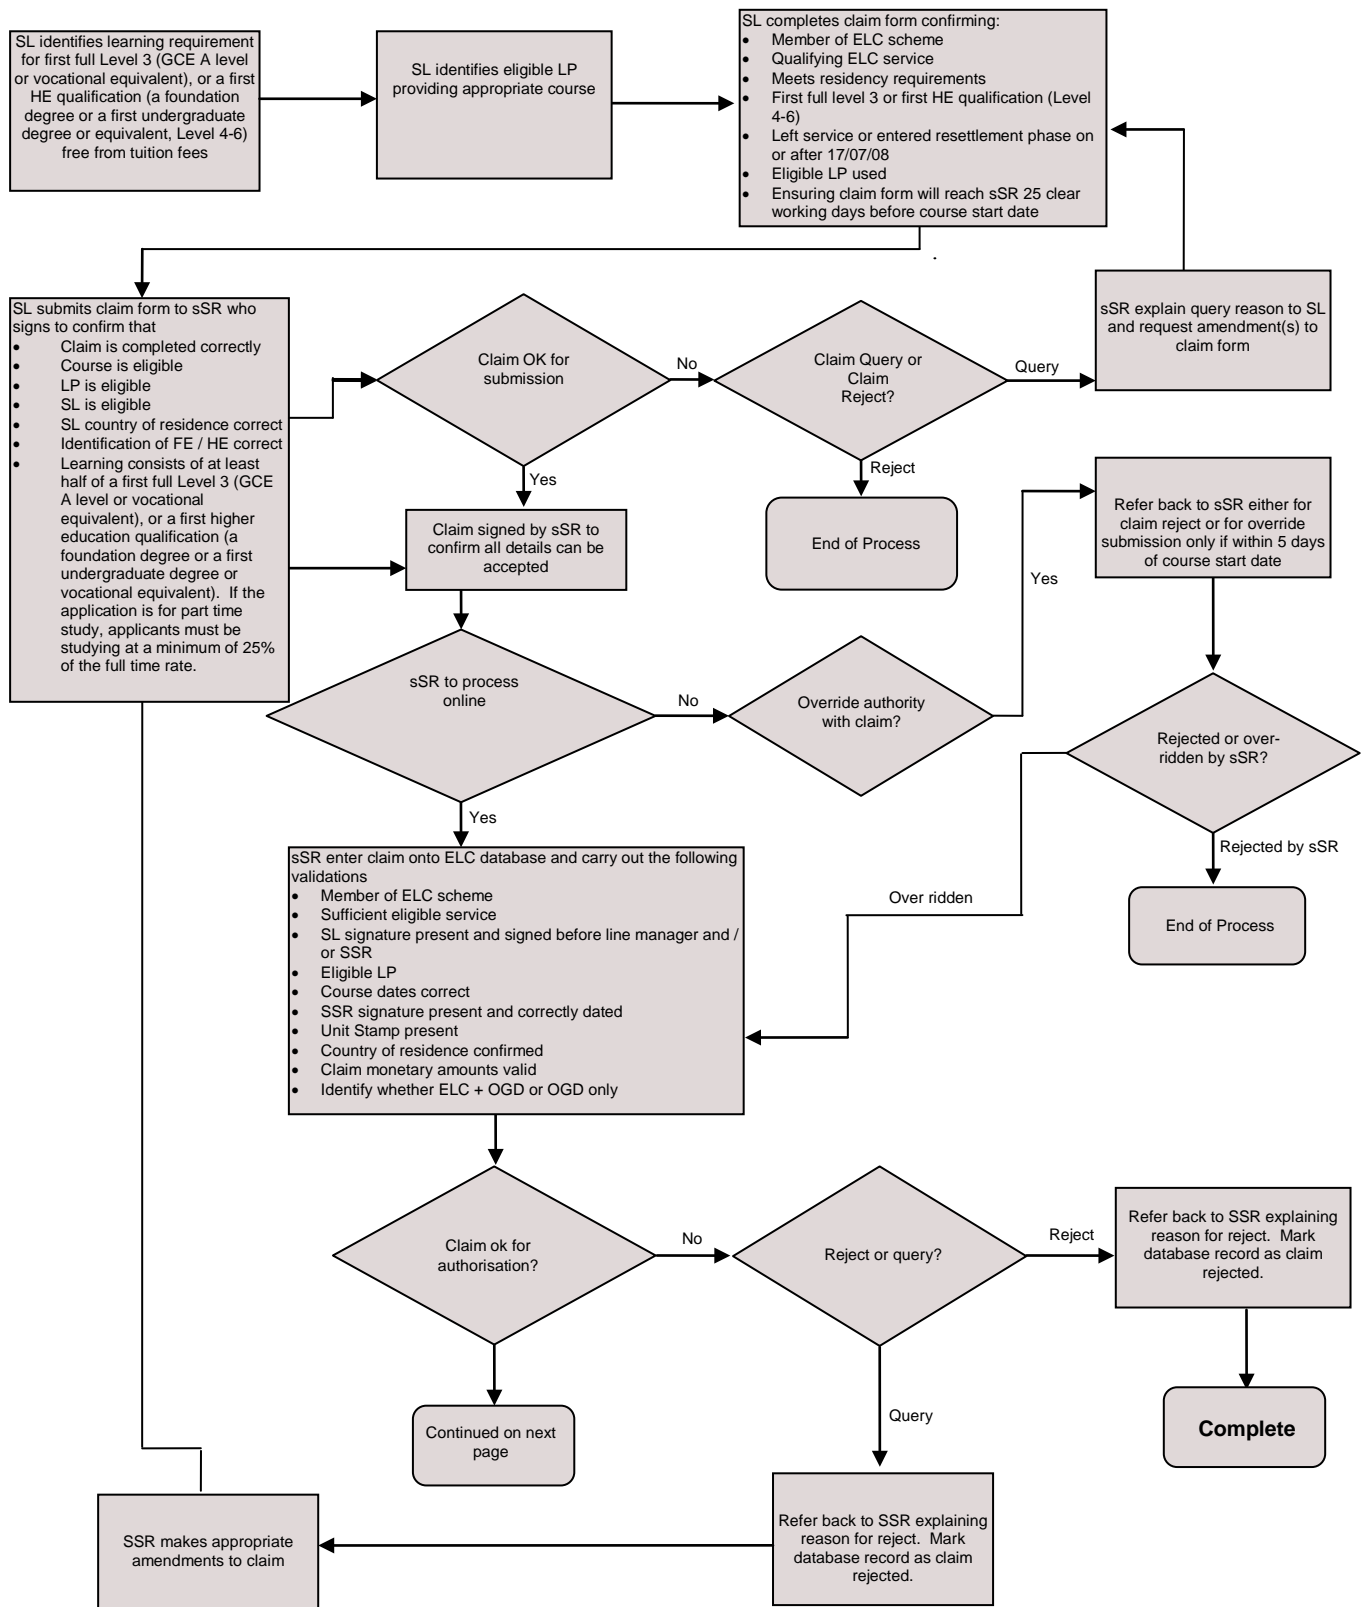 SL identifies learning requirement
for first full Level 3 (GCE A level
or vocational equivalent), or a first
HE qualification (a foundation
degree or a first undergraduate
degree or equivalent, Level 4-6)
free from tuition fees
SL identifies eligible LP
providing appropriate course
SL completes claim form confirming:
• Member of ELC scheme
• Qualifying ELC service
• Meets residency requirements
• First full level 3 or first HE qualification (Level
4-6)
• Left service or entered resettlement phase on
or after 17/07/08
• Eligible LP used
• Ensuring claim form will reach sSR 25 clear
working days before course start date
.
SL submits claim form to sSR who
signs to confirm that
• Claim is completed correctly
• Course is eligible
• LP is eligible
• SL is eligible
• SL country of residence correct
• Identification of FE / HE correct
• Learning consists of at least
half of a first full Level 3 (GCE
A level or vocational
equivalent), or a first higher
education qualification (a
foundation degree or a first
undergraduate degree or
vocational equivalent). If the
application is for part time
study, applicants must be
studying at a minimum of 25%
of the full time rate.
Claim OK for
submission
No
Claim Query or
Claim
Reject?
Query
sSR explain query reason to SL
and request amendment(s) to
claim form
Yes
Reject
Claim signed by sSR to
confirm all details can be
accepted
End of Process
Refer back to sSR either for
claim reject or for override
submission only if within 5 days
of course start date
Yes
sSR to process
online
No
Override authority
with claim?
Rejected or over-
ridden by sSR?
Yes
Rejected by sSR
Over ridden
End of Process
sSR enter claim onto ELC database and carry out the following
validations
• Member of ELC scheme
• Sufficient eligible service
• SL signature present and signed before line manager and /
or SSR
• Eligible LP
• Course dates correct
• SSR signature present and correctly dated
• Unit Stamp present
• Country of residence confirmed
• Claim monetary amounts valid
• Identify whether ELC + OGD or OGD only
Claim ok for
authorisation?
No
Reject or query?
Reject
Refer back to SSR explaining
reason for reject. Mark
database record as claim
rejected.
Continued on next
page
Query
Complete
SSR makes appropriate
amendments to claim
Refer back to SSR explaining
reason for reject. Mark
database record as claim
rejected.